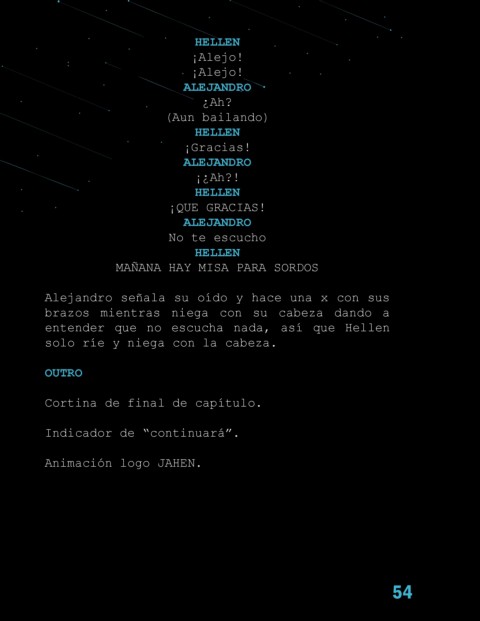 HELLEN
¡Alejo!
¡Alejo!
ALEJANDRO
¿Ah?
(Aun bailando)
HELLEN
¡Gracias!
ALEJANDRO
¡¿Ah?!
HELLEN
¡QUE GRACIAS!
ALEJANDRO
No te escucho
HELLEN
MAÑANA HAY MISA PARA SORDOS
Alejandro señala su oído y hace una x con sus
brazos mientras niega con su cabeza dando a
entender que no escucha nada, así que Hellen
solo ríe y niega con la cabeza.
OUTRO
Cortina de final de capítulo.
Indicador de “continuará”.
Animación logo JAHEN.
54